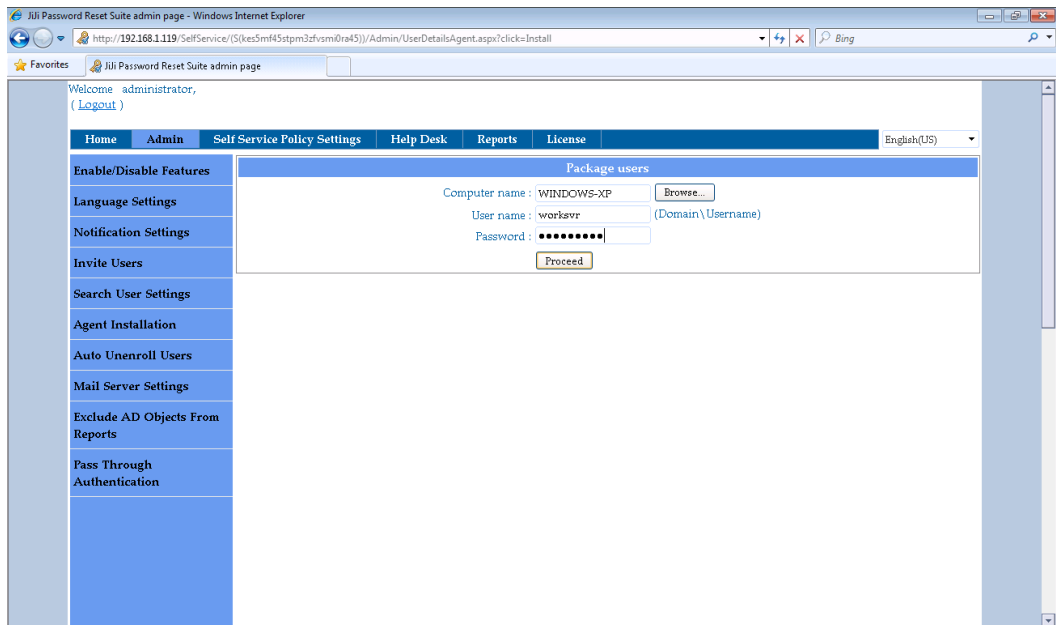 JiJi Password Reset Suite admin page - Windows Internet Explorer
http://192.168.1.119/SelfService/(S(kes5mf45stpm3zfvsmi0ra45))/Admin/UserDetailsAgent.aspx?click=Install
Bing
Favorites
JiJi Password Reset Suite admin page
Welcome administrator,
( Logout )
Home Admin Self Service Policy Settings Help Desk Reports License English(US)
Enable/Disable Features
Language Settings
Notification Settings
Invite Users
Search User Settings
Agent Installation
Auto Unenroll Users
Mail Server Settings
Exclude AD Objects From
Reports
Pass Through
Authentication
Package users
Computer name : WINDOWS-XP Browse...
User name : worksvr (Domain\Username)
Password : ●●●●●●●●●
Proceed